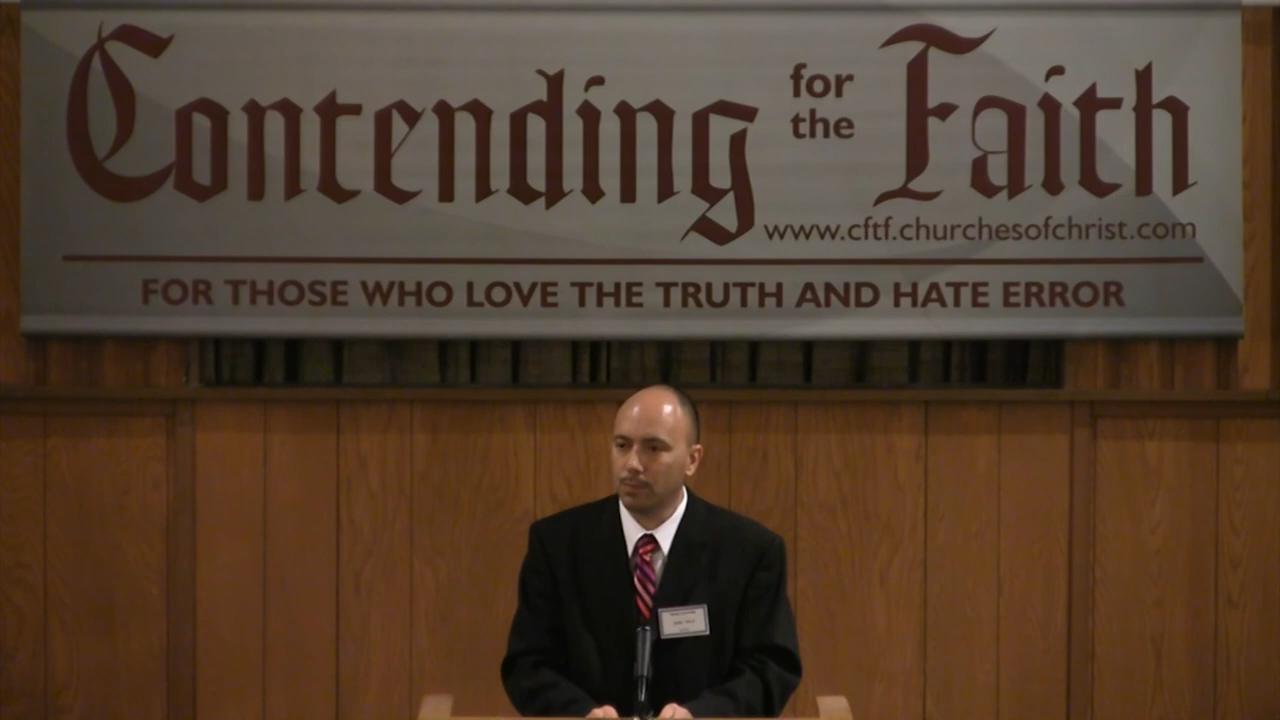 Contending for the Faith
www.cftf.churchesofchrist.com
FOR THOSE WHO LOVE THE TRUTH AND HATE ERROR